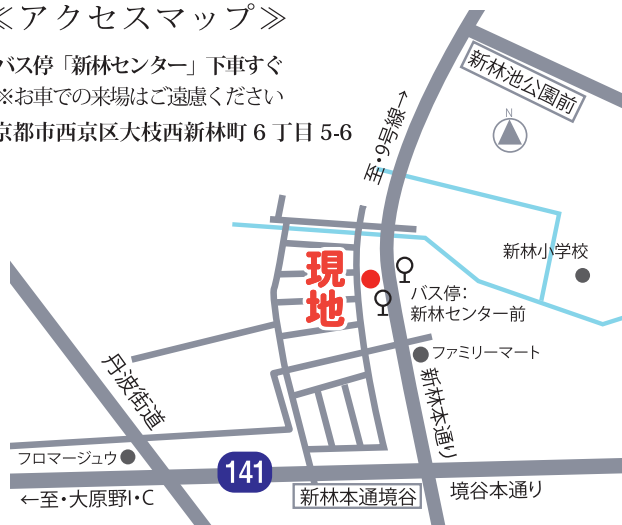 ≪アクセスマップ≫
バス停「新林センター」下車すぐ
※お車での来場はご遠慮ください
京都市西京区大枝西新林町 6 丁目 5-6
新林池公園前
至・9号線→
N
新林小学校
現地
バス停：
新林センター前
ファミリーマート
丹波街道
新林本通り
フロマージュウ
141
←至・大原野I・C
新林本通境谷
境谷本通り